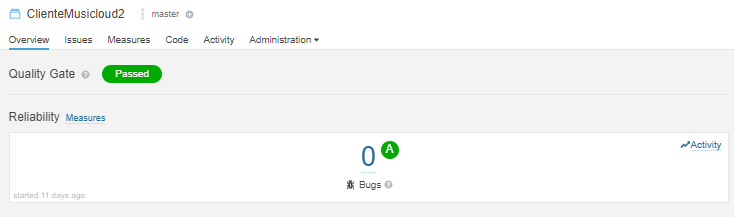 ClienteMusicloud2 master
Overview Issues Measures Code Activity Administration
Quality Gate ? Passed
Reliability Measures
0 A
Activity
Bugs ?
started 11 days ago